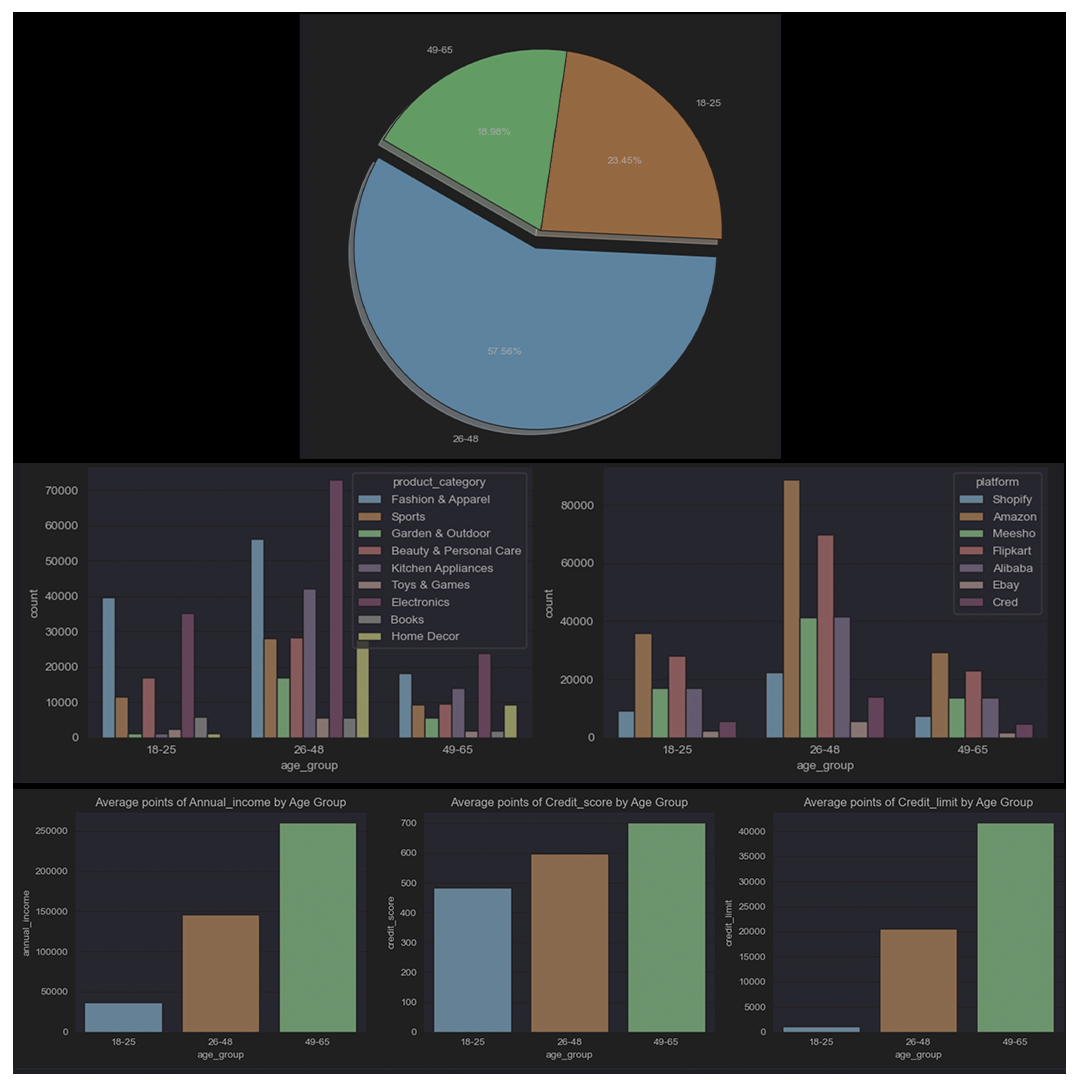 49-65
18-25
18.98%
23.45%
57.56%
26-48
product_category
Fashion & Apparel
Sports
Garden & Outdoor
Beauty & Personal Care
Kitchen Appliances
Toys & Games
Electronics
Books
Home Decor
70000
60000
50000
40000
30000
20000
10000
0
count
18-25
26-48
49-65
age_group
platform
Shopify
Amazon
Meesho
Flipkart
Alibaba
Ebay
Cred
80000
60000
40000
20000
0
count
18-25
26-48
49-65
age_group
Average points of Annual_income by Age Group
250000
200000
150000
100000
50000
0
annual_income
18-25
26-48
49-65
age_group
Average points of Credit_score by Age Group
700
600
500
400
300
200
100
0
credit_score
18-25
26-48
49-65
age_group
Average points of Credit_limit by Age Group
40000
35000
30000
25000
20000
15000
10000
5000
0
credit_limit
18-25
26-48
49-65
age_group